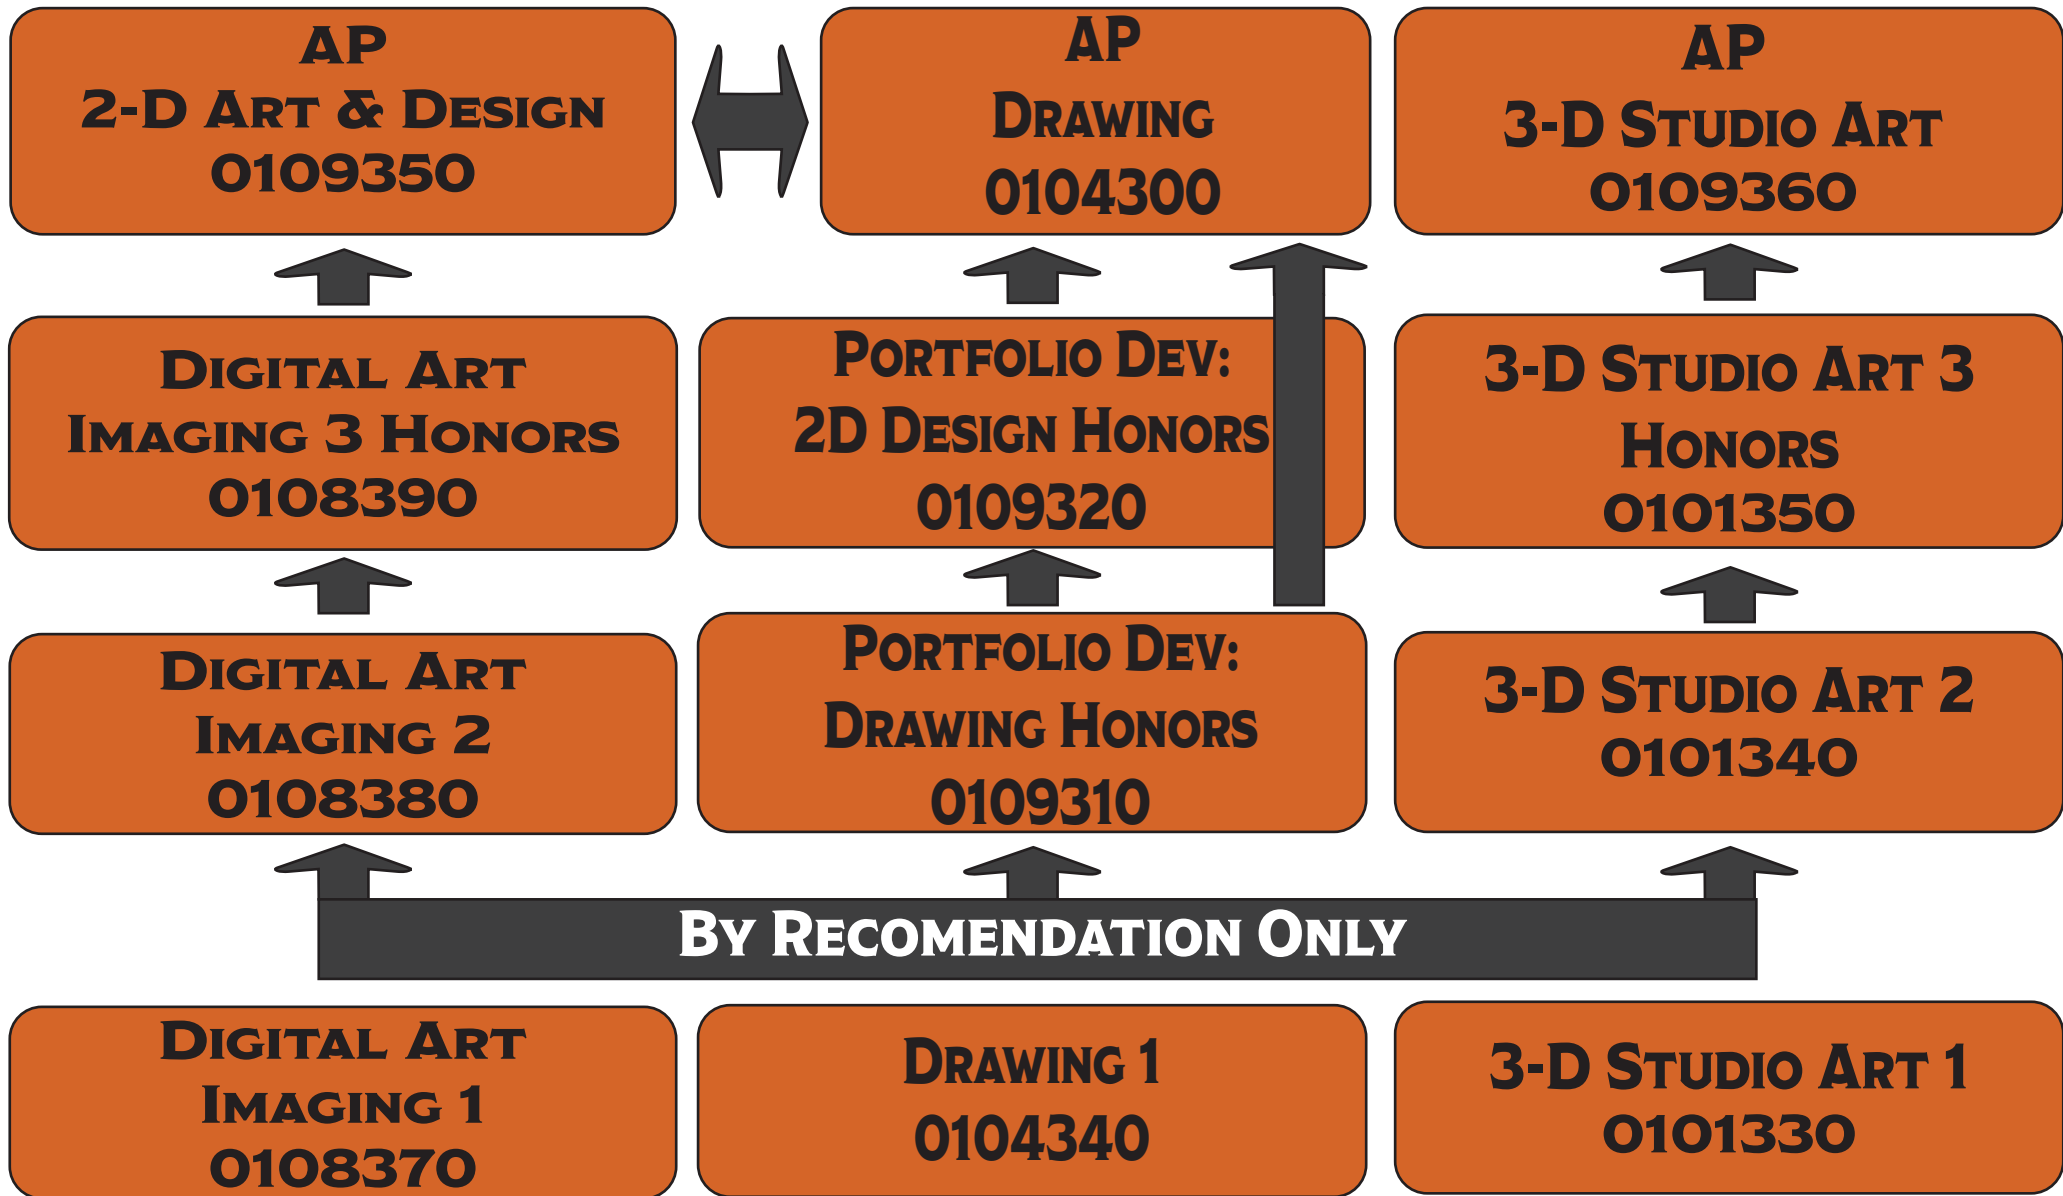 AP
2-D Art & Design
0109350
AP
Drawing
0104300
AP
3-D Studio Art
0109360
Digital Art
Imaging 3 Honors
0108390
Portfolio Dev:
2D Design Honors
0109320
3-D Studio Art 3
Honors
0101350
Digital Art
Imaging 2
0108380
Portfolio Dev:
Drawing Honors
0109310
3-D Studio Art 2
0101340
By Recomendation Only
Digital Art
Imaging 1
0108370
Drawing 1
0104340
3-D Studio Art 1
0101330